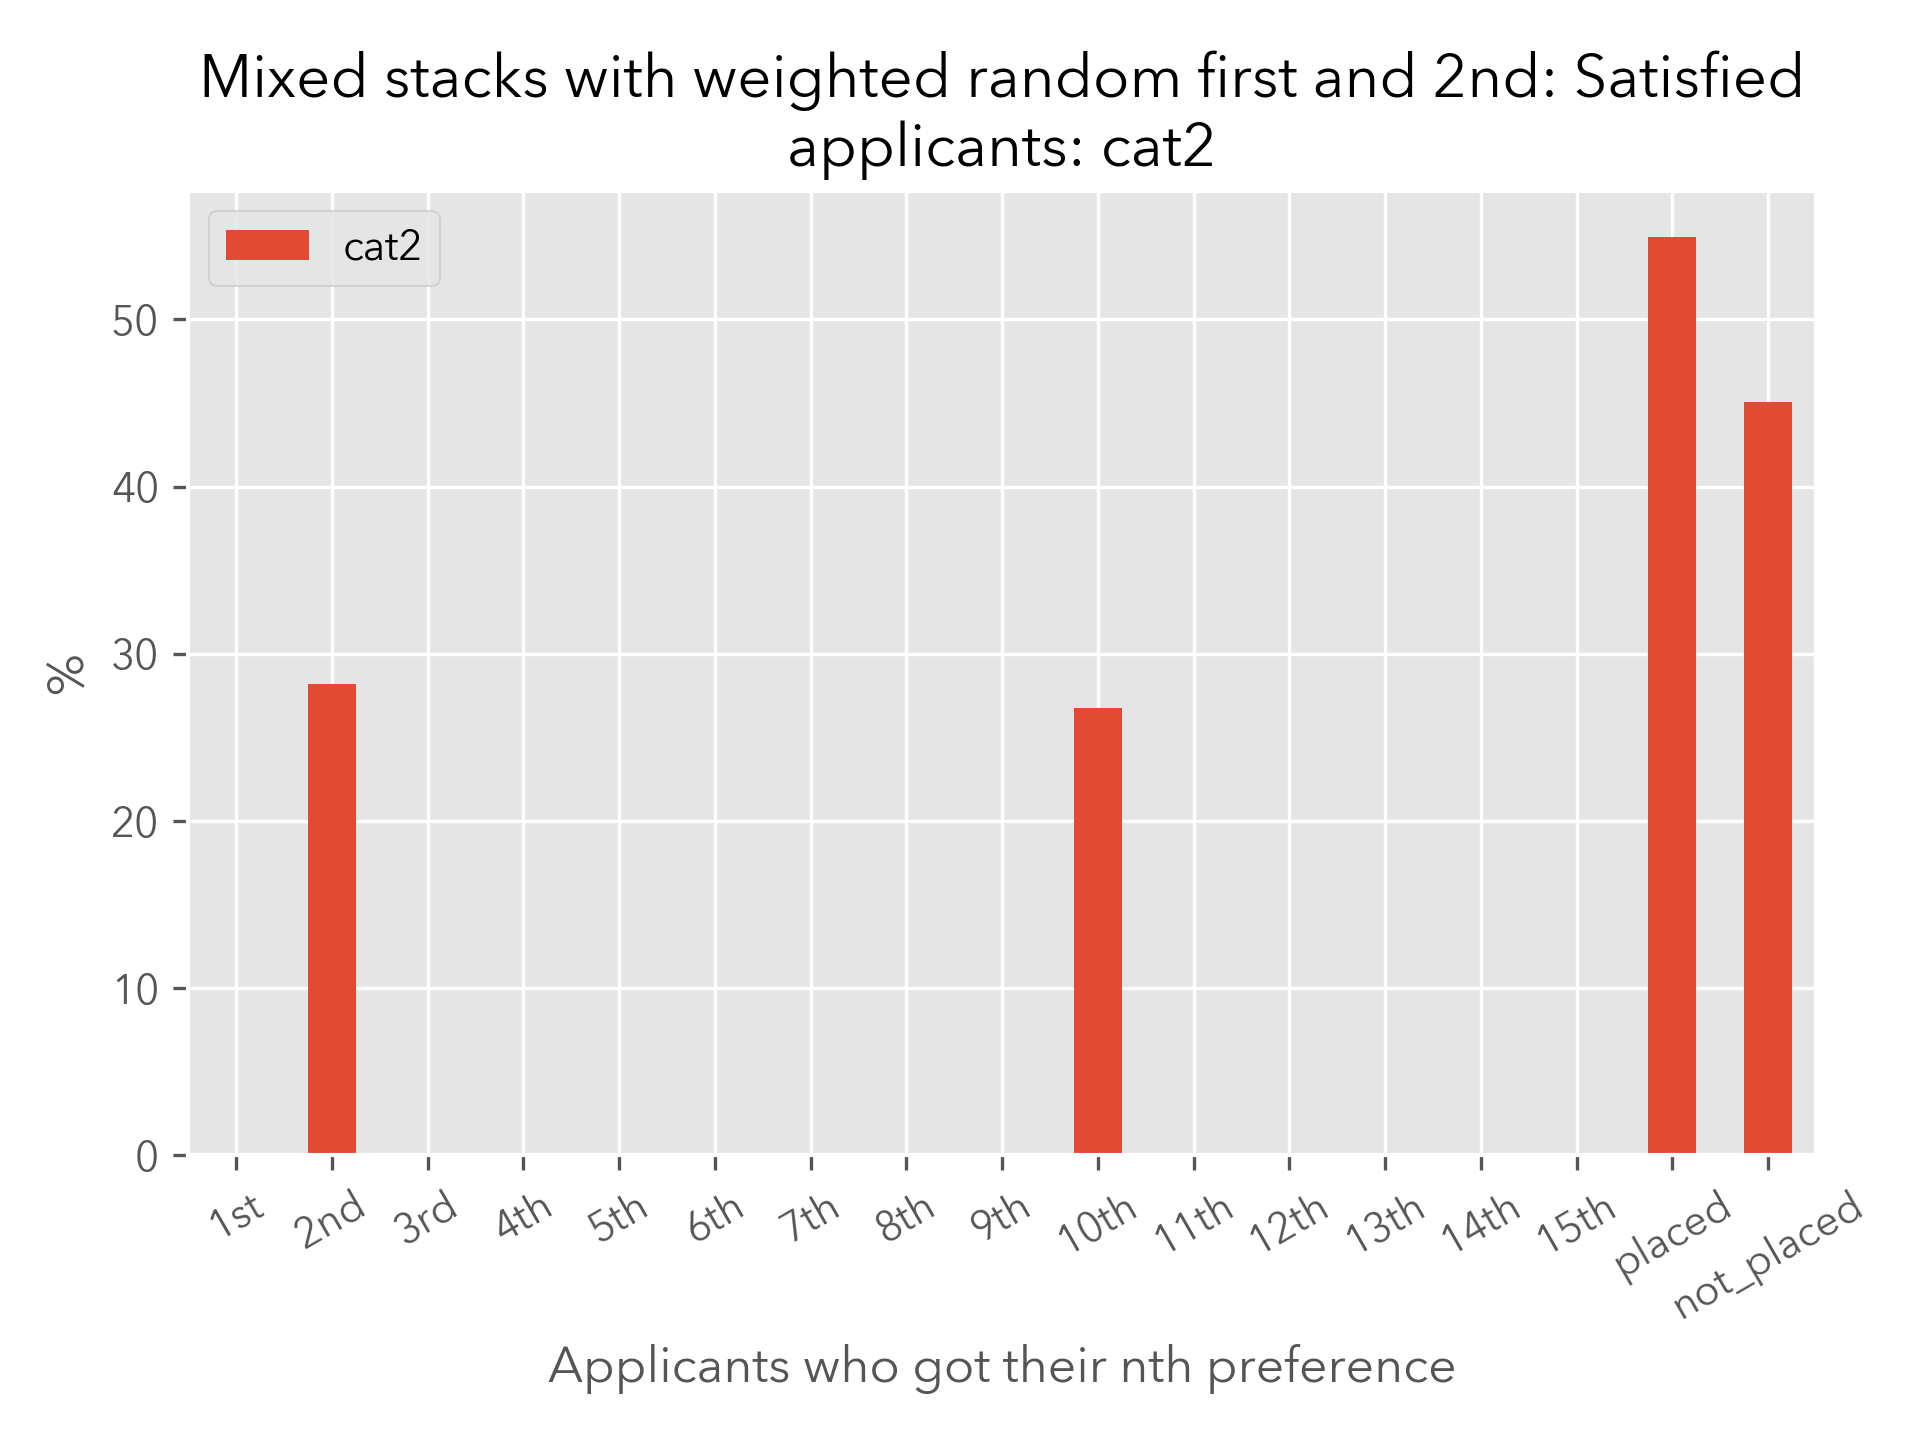 Mixed stacks with weighted random first and 2nd: Satisfied
applicants: cat2
cat2
%
50
40
30
20
10
0
1st
2nd
3rd
4th
5th
6th
7th
8th
9th
10th
11th
12th
13th
14th
15th
placed
not_placed
Applicants who got their nth preference